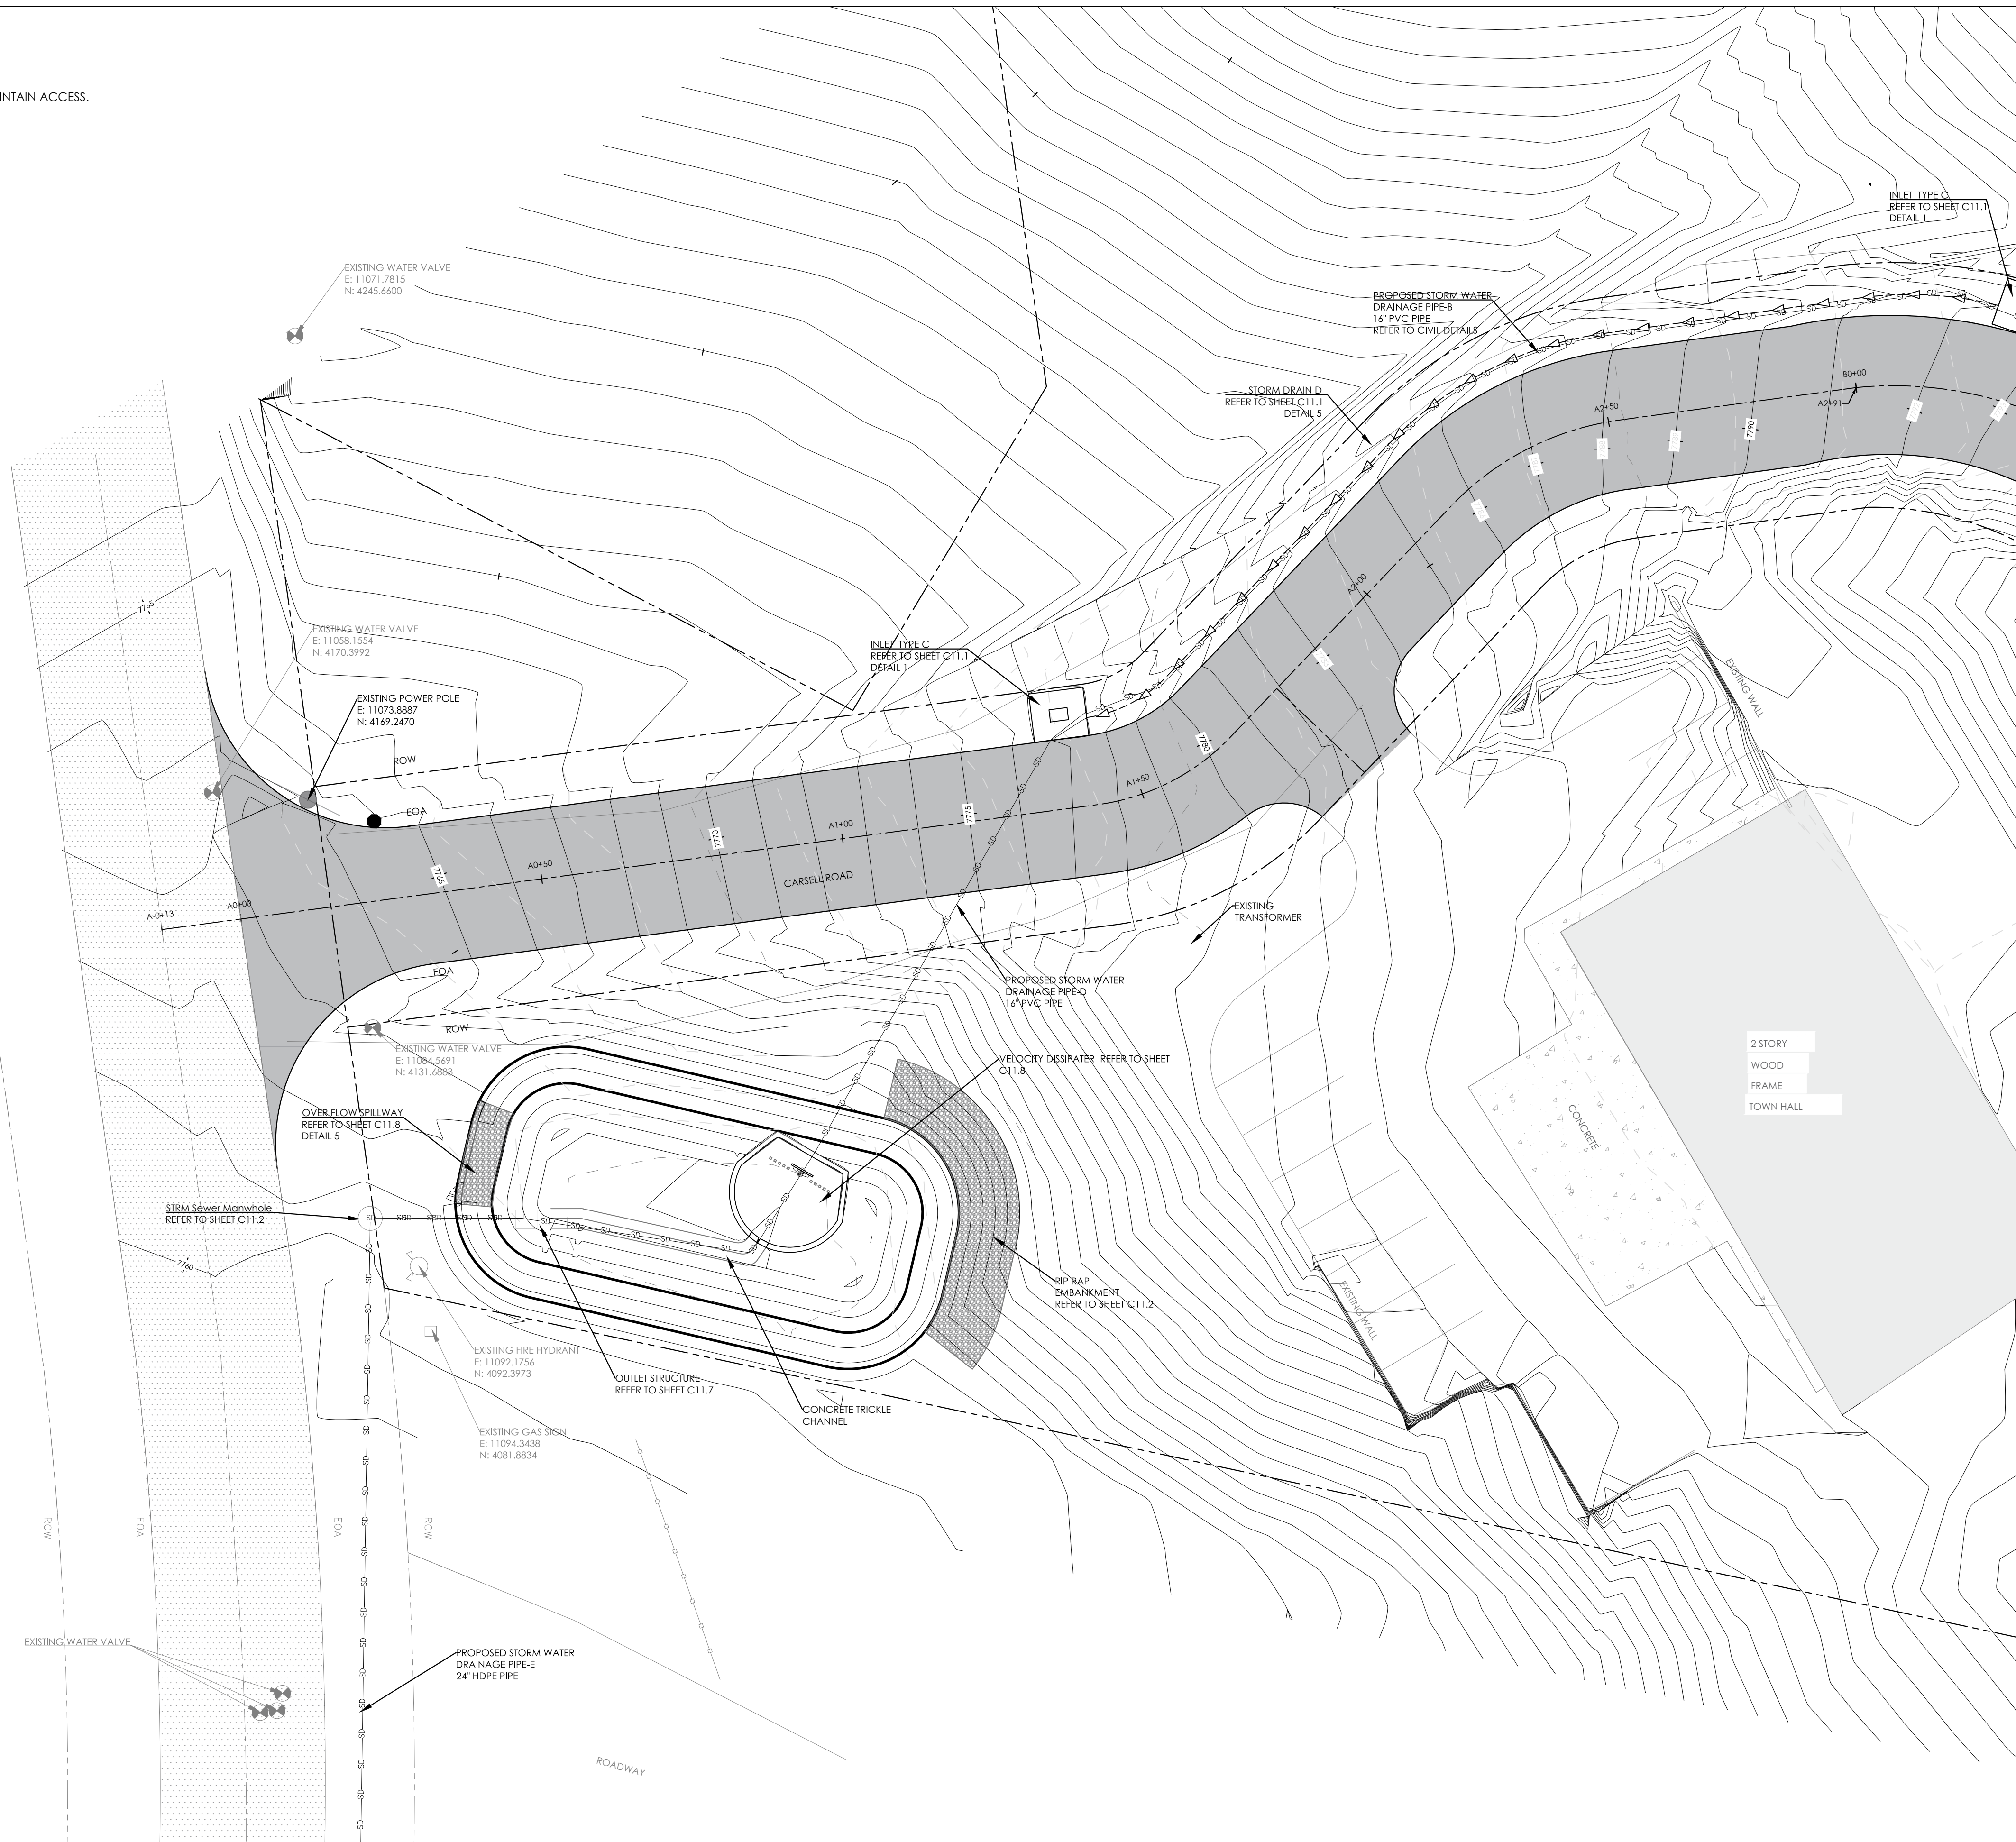 INTAIN ACCESS.
EXISTING WATER VALVE
E: 11071.7815
N: 4245.6600
INLET TYPE C
REFER TO SHEET C11.1
DETAIL 1
PROPOSED STORM WATER
DRAINAGE PIPE-B
16" PVC PIPE
REFER TO CIVIL DETAILS
STORM DRAIN D
REFER TO SHEET C11.1
DETAIL 5
B0+00
A2+91
A2+50
7790
A2+00
7765
EXISTING WATER VALVE
E: 11058.1554
N: 4170.3992
INLET TYPE C
REFER TO SHEET C11.1
DETAIL 1
EXISTING POWER POLE
E: 11073.8887
N: 4169.2470
ROW
EOA
EXISTING WALL
7780
A1+50
7775
A1+00
7770
A0+50
7765
CARSELL ROAD
A0+00
A-0+13
EOA
EXISTING
TRANSFORMER
PROPOSED STORM WATER
DRAINAGE PIPE-D
16" PVC PIPE
ROW
EXISTING WATER VALVE
E: 11084.5691
N: 4131.6883
VELOCITY DISSIPATER REFER TO SHEET
C11.8
2 STORY
WOOD
FRAME
TOWN HALL
CONCRETE
OVER FLOW SPILLWAY
REFER TO SHEET C11.8
DETAIL 5
STRM Sewer Manwhole
REFER TO SHEET C11.2
7760
RIP RAP
EMBANKMENT
REFER TO SHEET C11.2
EXISTING WALL
EXISTING FIRE HYDRANT
E: 11092.1756
N: 4092.3973
OUTLET STRUCTURE
REFER TO SHEET C11.7
CONCRETE TRICKLE
CHANNEL
EXISTING GAS SIGN
E: 11094.3438
N: 4081.8834
ROW
EOA
EOA
ROW
EXISTING WATER VALVE
PROPOSED STORM WATER
DRAINAGE PIPE-E
24" HDPE PIPE
ROADWAY